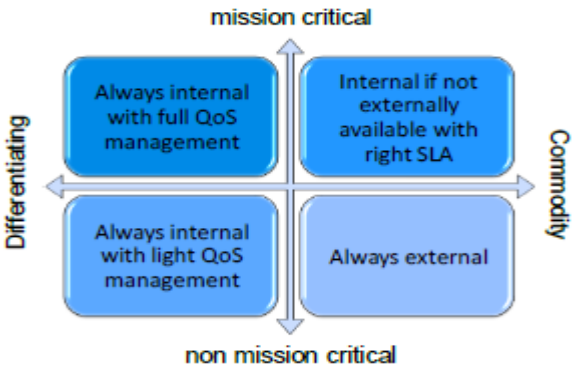 mission critical
Always internal
with full QoS
management
Internal if not
externally
available with
right SLA
Differentiating
Commodity
Always internal
with light QoS
management
Always external
non mission critical